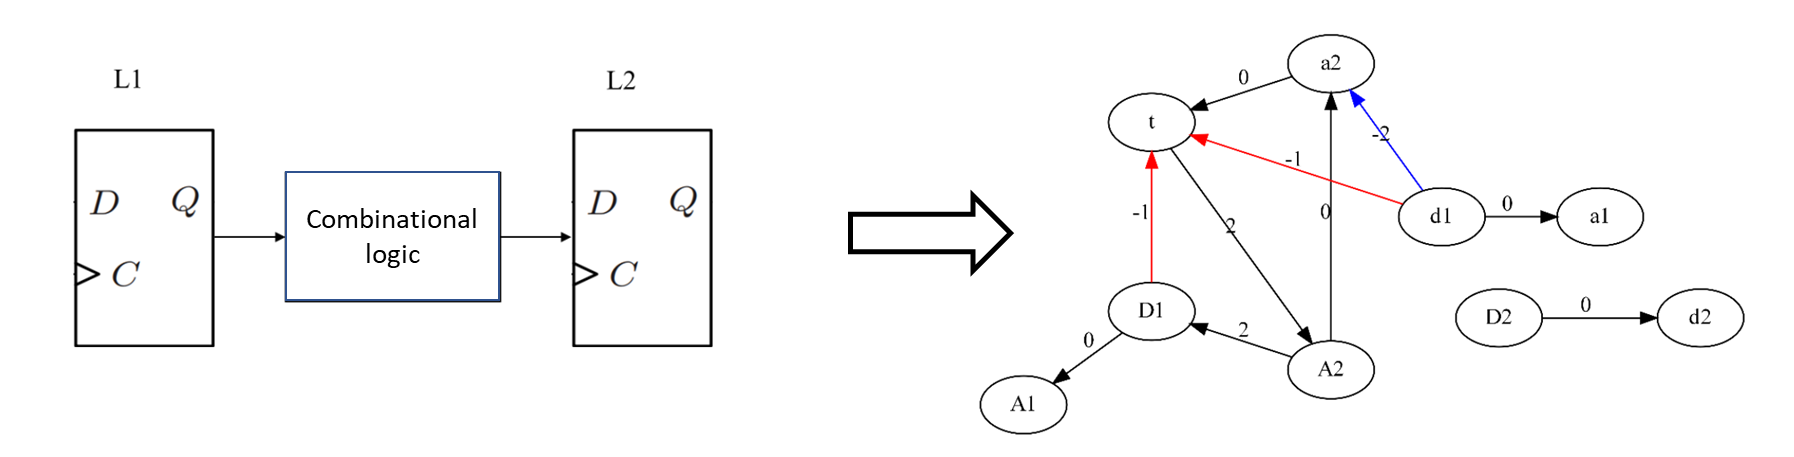 L1
L2
D Q
C
Combinational
logic
D Q
C
a2
0
t
-2
-1
d1
0
a1
-1
2
0
D1
2
0
D2
0
d2
A2
A1